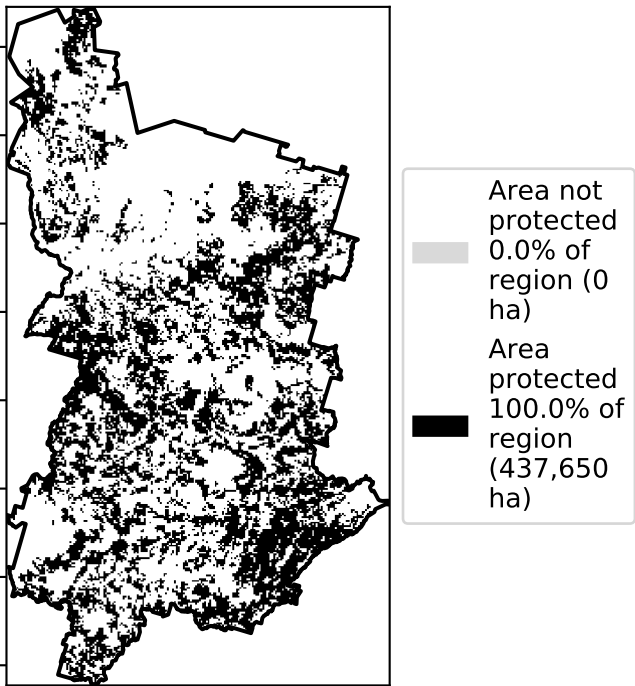 Area not
protected
0.0% of
region (0
ha)
Area
protected
100.0% of
region
(437,650
ha)